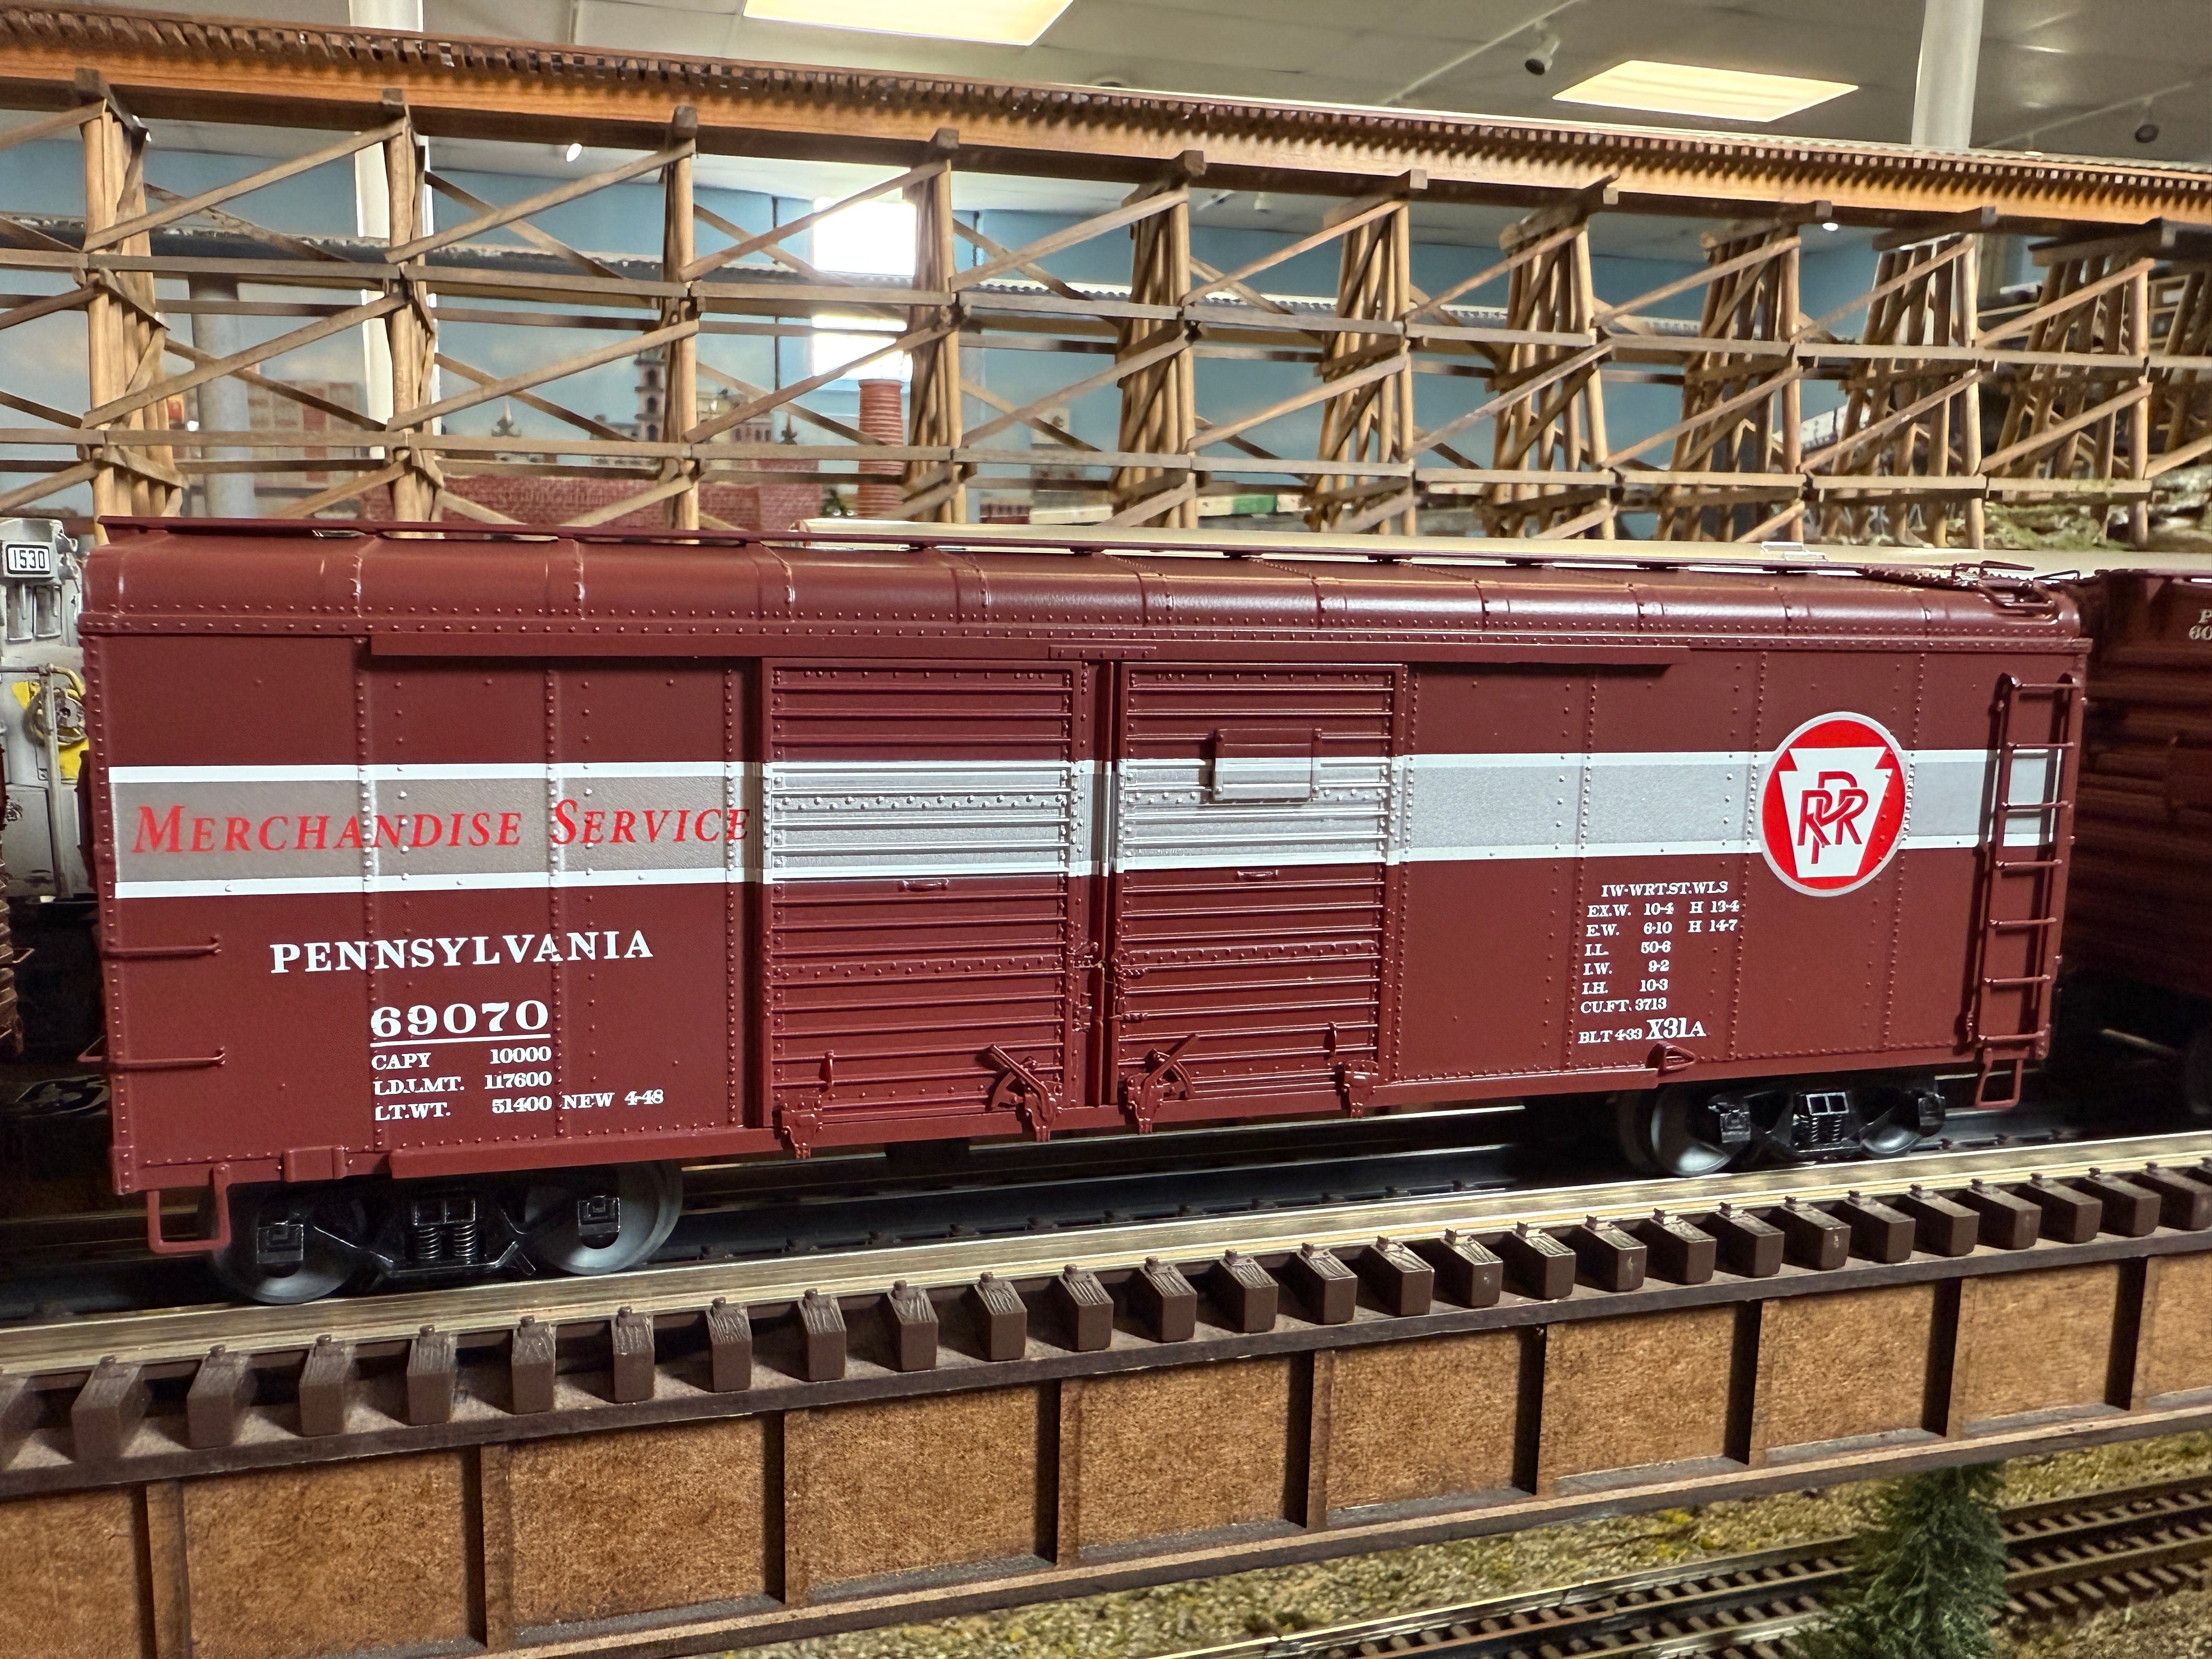 1530
MERCHANDISE SERVICE
PENNSYLVANIA
69070
CAPY 10000
LD.LMT. 117600
LT.WT. 51400 NEW 4-48
PRR
IW-WRT.ST.WLS
EX.W. 10-4 H 13-4
E.W. 6-10 H 14-7
I.L. 50-6
I.W. 9-2
I.H. 10-3
CU.FT. 3713
BLT 4-33 X31A